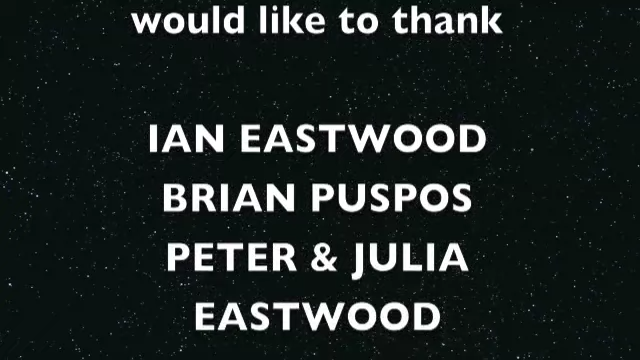 would like to thank
IAN EASTWOOD
BRIAN PUSPOS
PETER & JULIA
EASTWOOD